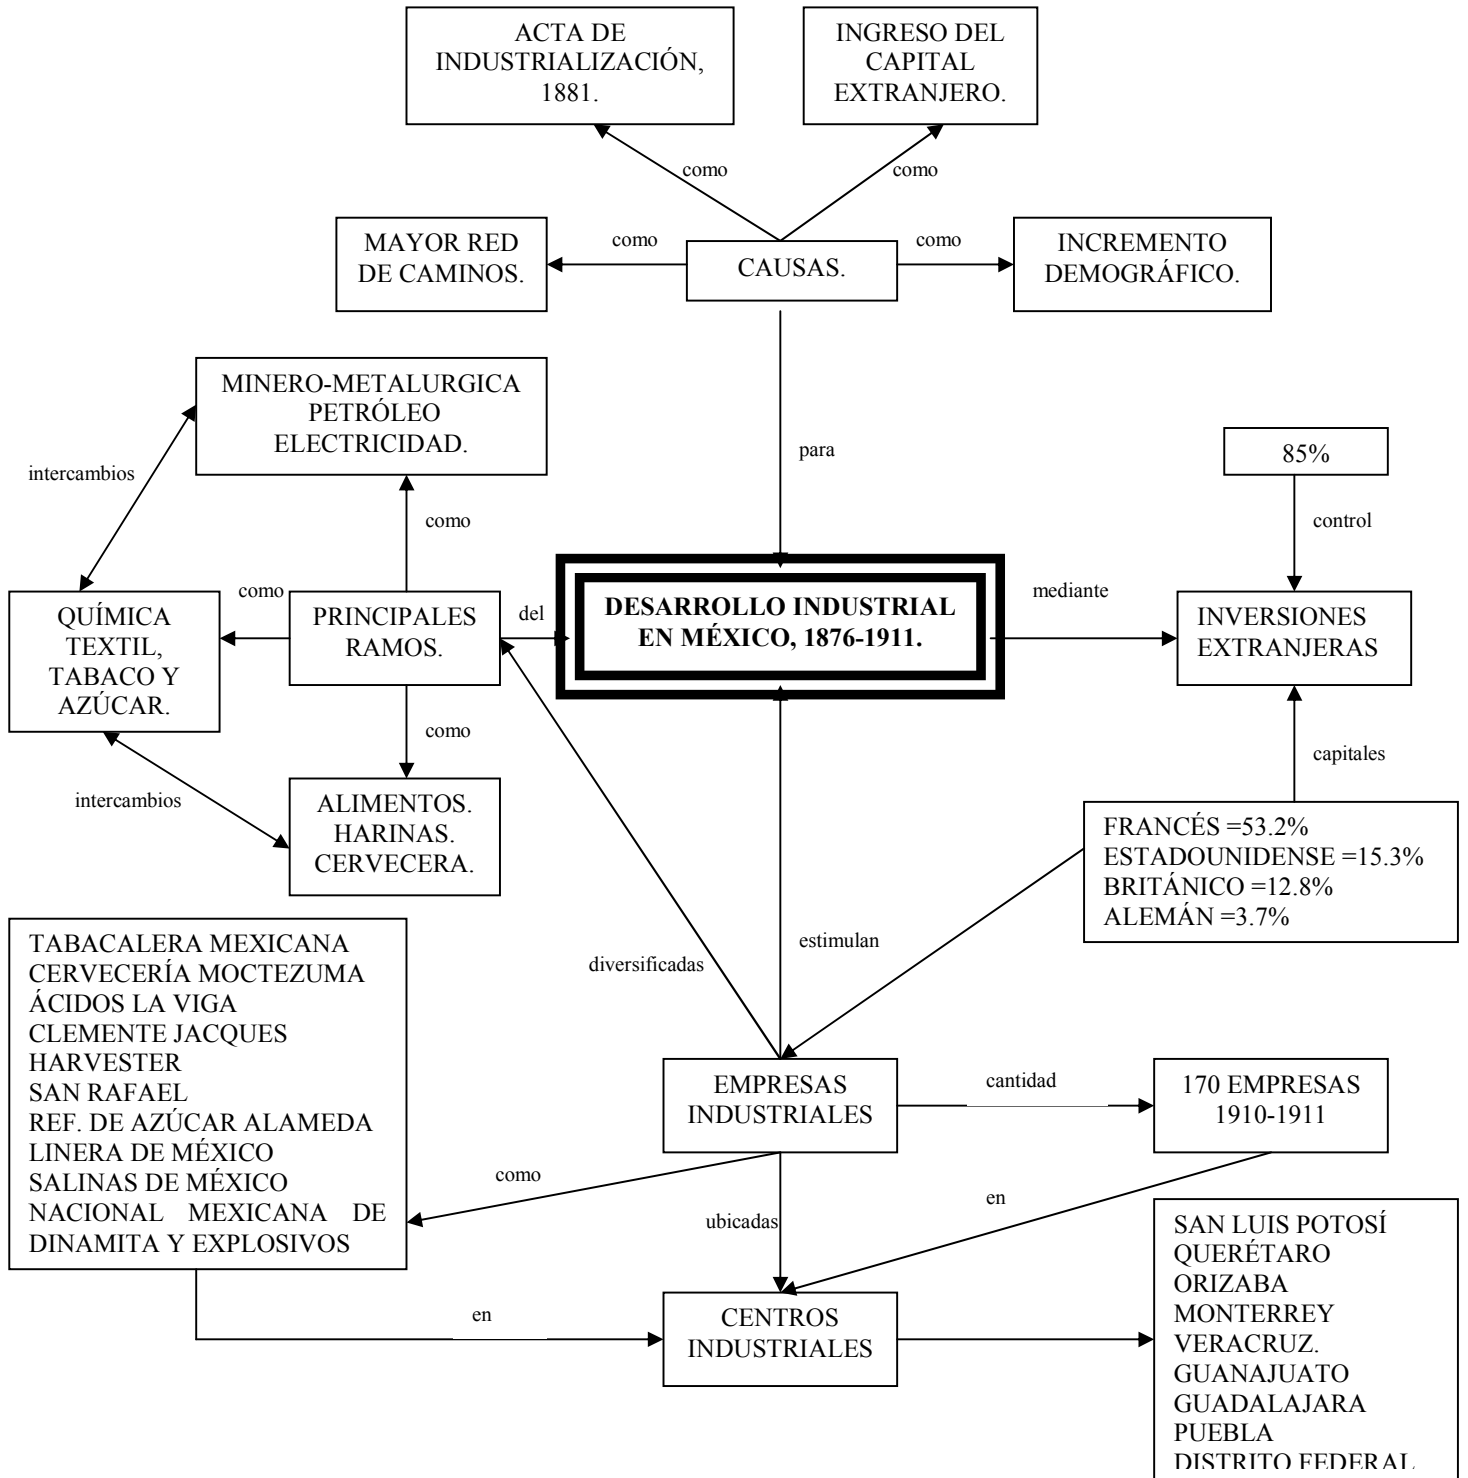 ACTA DE
INDUSTRIALIZACIÓN,
1881.
INGRESO DEL
CAPITAL
EXTRANJERO.
como
como
MAYOR RED
DE CAMINOS.
como
CAUSAS.
como
INCREMENTO
DEMOGRÁFICO.
MINERO-METALURGICA
PETRÓLEO
ELECTRICIDAD.
para
85%
intercambios
como
control
QUÍMICA
TEXTIL,
TABACO Y
AZÚCAR.
como
PRINCIPALES
RAMOS.
del
DESARROLLO INDUSTRIAL
EN MÉXICO, 1876-1911.
mediante
INVERSIONES
EXTRANJERAS
como
capitales
intercambios
ALIMENTOS.
HARINAS.
CERVECERA.
FRANCÉS =53.2%
ESTADOUNIDENSE =15.3%
BRITÁNICO =12.8%
ALEMÁN =3.7%
TABACALERA MEXICANA
CERVECERÍA MOCTEZUMA
ÁCIDOS LA VIGA
CLEMENTE JACQUES
HARVESTER
SAN RAFAEL
REF. DE AZÚCAR ALAMEDA
LINERA DE MÉXICO
SALINAS DE MÉXICO
NACIONAL MEXICANA DE
DINAMITA Y EXPLOSIVOS
diversificadas
estimulan
EMPRESAS
INDUSTRIALES
cantidad
170 EMPRESAS
1910-1911
como
ubicadas
en
en
CENTROS
INDUSTRIALES
SAN LUIS POTOSÍ
QUERÉTARO
ORIZABA
MONTERREY
VERACRUZ.
GUANAJUATO
GUADALAJARA
PUEBLA
DISTRITO FEDERAL